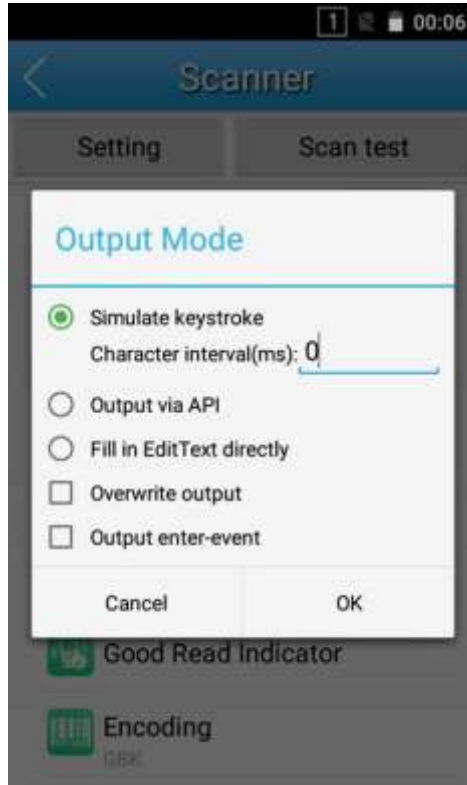 1 00:06
Scanner
Setting Scan test
Output Mode
Simulate keystroke
Character interval(ms): 0
Output via API
Fill in EditText directly
Overwrite output
Output enter-event
Cancel OK
Good Read Indicator
Encoding
GBK